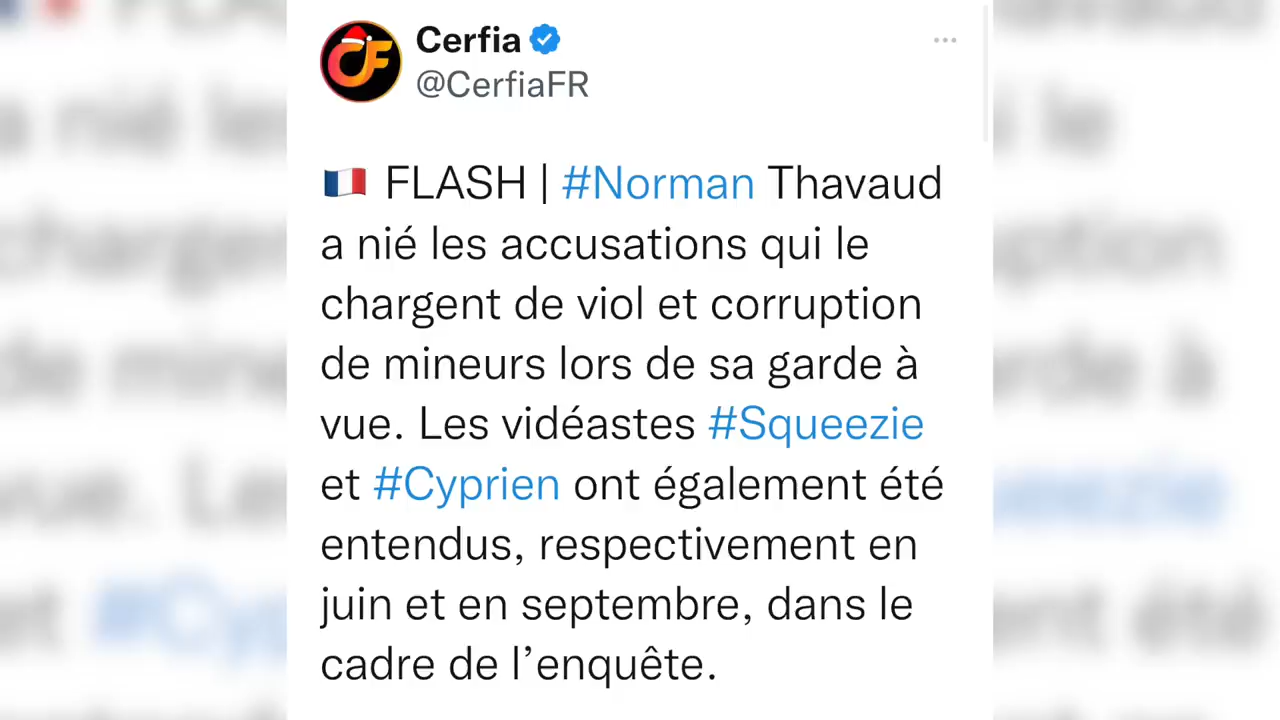 Cerfia
@CerfiaFR
🇫🇷 FLASH | #Norman Thavaud
a nié les accusations qui le
chargent de viol et corruption
de mineurs lors de sa garde à
vue. Les vidéastes #Squeezie
et #Cyprien ont également été
entendus, respectivement en
juin et en septembre, dans le
cadre de l’enquête.